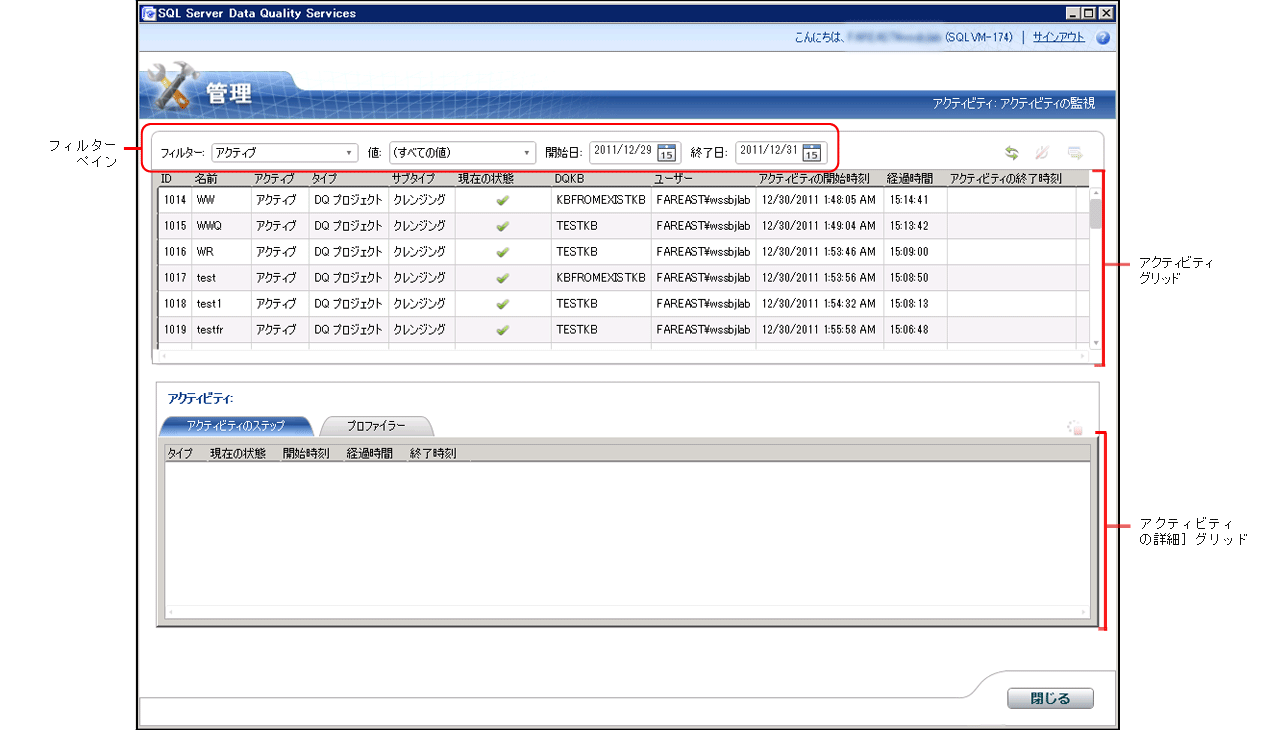 SQL Server Data Quality Services
こんにちは、 (SQLVM-174) | サインアウト
管理
アクティビティ: アクティビティの監視
フィルター
ペイン
フィルター: アクティブ 値: (すべての値) 開始日: 2011/12/29 15 終了日: 2011/12/31 15
ID 名前 アクティブ タイプ サブタイプ 現在の状態 DQKB ユーザー アクティビティの開始時刻 経過時間 アクティビティの終了時刻
1014 WW アクティブ DQ プロジェクト クレンジング KBFROMEXISTKB FAREAST¥wssbjlab 12/30/2011 1:48:05 AM 15:14:41
1015 WWQ アクティブ DQ プロジェクト クレンジング TESTKB FAREAST¥wssbjlab 12/30/2011 1:49:04 AM 15:13:42
1016 WR アクティブ DQ プロジェクト クレンジング TESTKB FAREAST¥wssbjlab 12/30/2011 1:53:46 AM 15:09:00
1017 test アクティブ DQ プロジェクト クレンジング KBFROMEXISTKB FAREAST¥wssbjlab 12/30/2011 1:53:56 AM 15:08:50
1018 test1 アクティブ DQ プロジェクト クレンジング TESTKB FAREAST¥wssbjlab 12/30/2011 1:54:32 AM 15:08:13
1019 testfr アクティブ DQ プロジェクト クレンジング TESTKB FAREAST¥wssbjlab 12/30/2011 1:55:58 AM 15:06:48
アクティビティ
グリッド
アクティビティ:
アクティビティのステップ プロファイラー
タイプ 現在の状態 開始時刻 経過時間 終了時刻
アクティビティ
の詳細] グリッド
閉じる